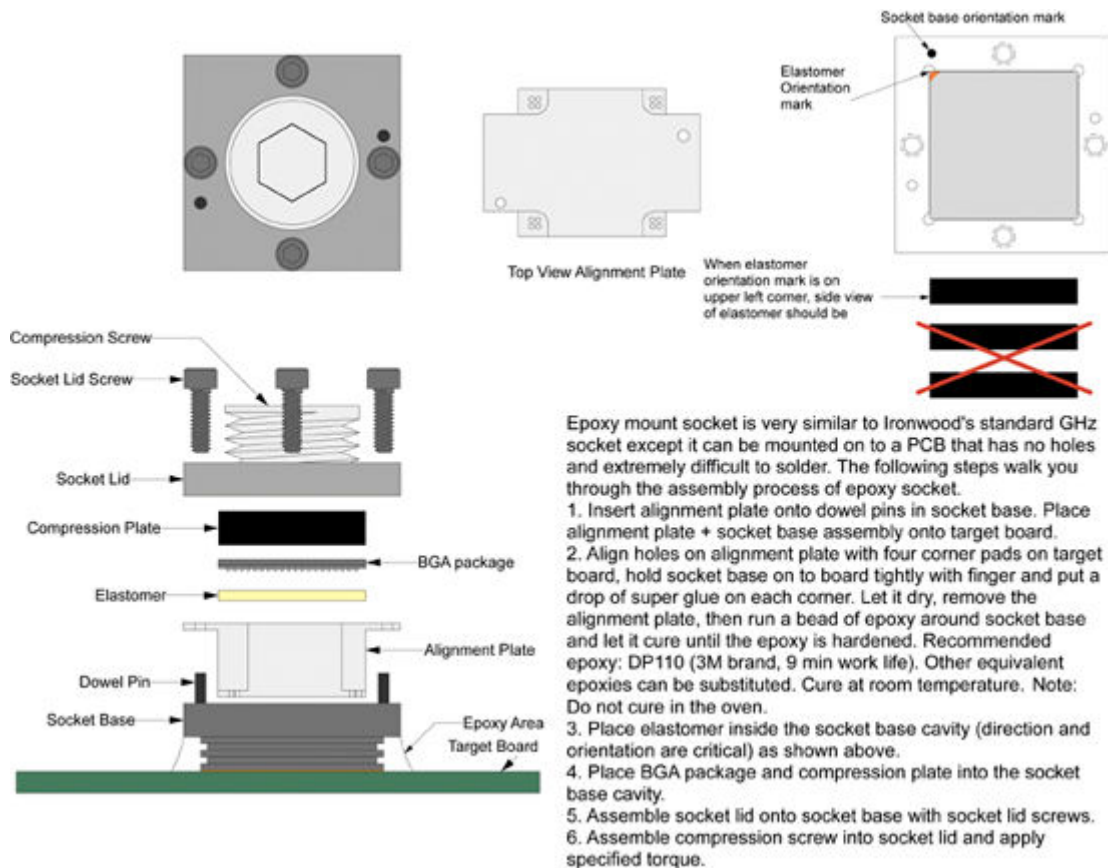 Socket base orientation mark
Elastomer
Orientation
mark
Top View Alignment Plate
When elastomer
orientation mark is on
upper left corner, side view
of elastomer should be
Compression Screw
Socket Lid Screw
Socket Lid
Compression Plate
BGA package
Elastomer
Alignment Plate
Dowel Pin
Socket Base
Epoxy Area
Target Board
Epoxy mount socket is very similar to Ironwood's standard GHz
socket except it can be mounted on to a PCB that has no holes
and extremely difficult to solder. The following steps walk you
through the assembly process of epoxy socket.
1. Insert alignment plate onto dowel pins in socket base. Place
alignment plate + socket base assembly onto target board.
2. Align holes on alignment plate with four corner pads on target
board, hold socket base on to board tightly with finger and put a
drop of super glue on each corner. Let it dry, remove the
alignment plate, then run a bead of epoxy around socket base
and let it cure until the epoxy is hardened. Recommended
epoxy: DP110 (3M brand, 9 min work life). Other equivalent
epoxies can be substituted. Cure at room temperature. Note:
Do not cure in the oven.
3. Place elastomer inside the socket base cavity (direction and
orientation are critical) as shown above.
4. Place BGA package and compression plate into the socket
base cavity.
5. Assemble socket lid onto socket base with socket lid screws.
6. Assemble compression screw into socket lid and apply
specified torque.